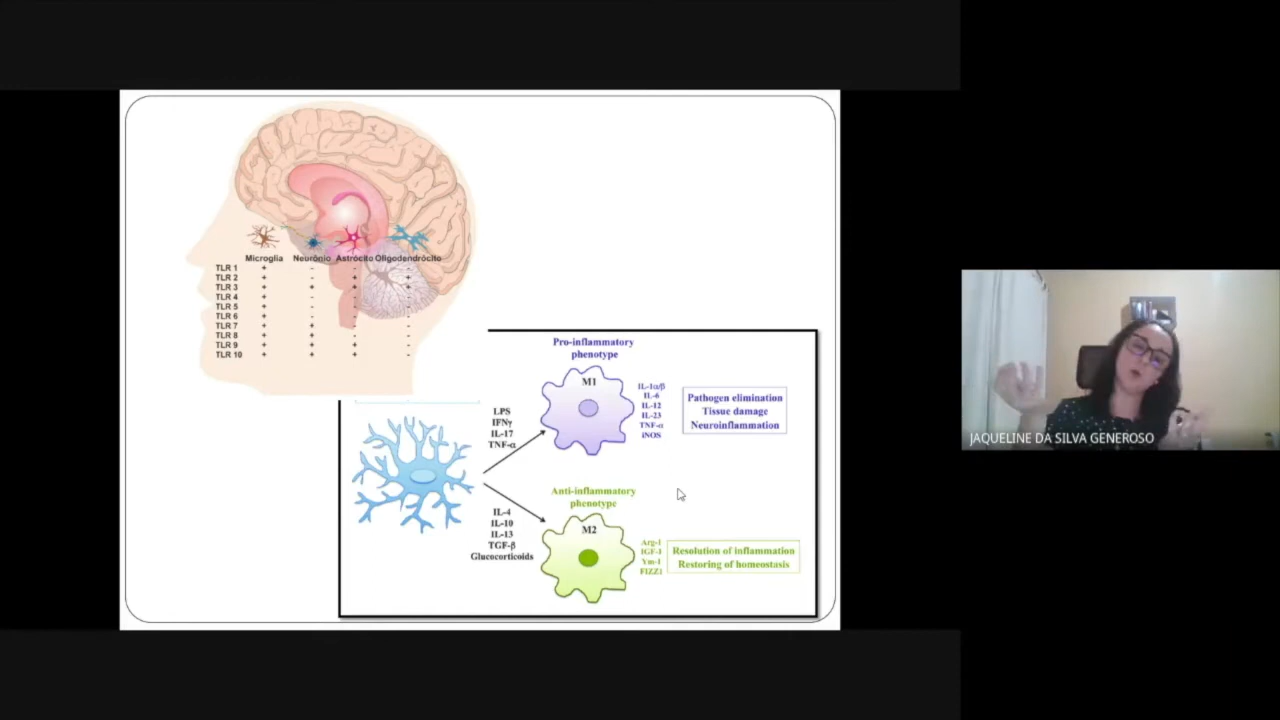 Microglia Neurônio Astrócito Oligodendrócito
TLR 1 + - - -
TLR 2 + - + +
TLR 3 + + + +
TLR 4 + - - -
TLR 5 + - - -
TLR 6 + - - -
TLR 7 + + - -
TLR 8 + + - -
TLR 9 + + + -
TLR 10 + + + -
Pro-inflammatory
phenotype
M1
LPS
IFNγ
IL-17
TNF-α
IL-1α/β
IL-6
IL-12
IL-23
TNF-α
iNOS
Pathogen elimination
Tissue damage
Neuroinflammation
Anti-inflammatory
phenotype
M2
IL-4
IL-10
IL-13
TGF-β
Glucocorticoids
Arg-1
IGF-1
Ym-1
FIZZ1
Resolution of inflammation
Restoring of homeostasis
JAQUELINE DA SILVA GENEROSO